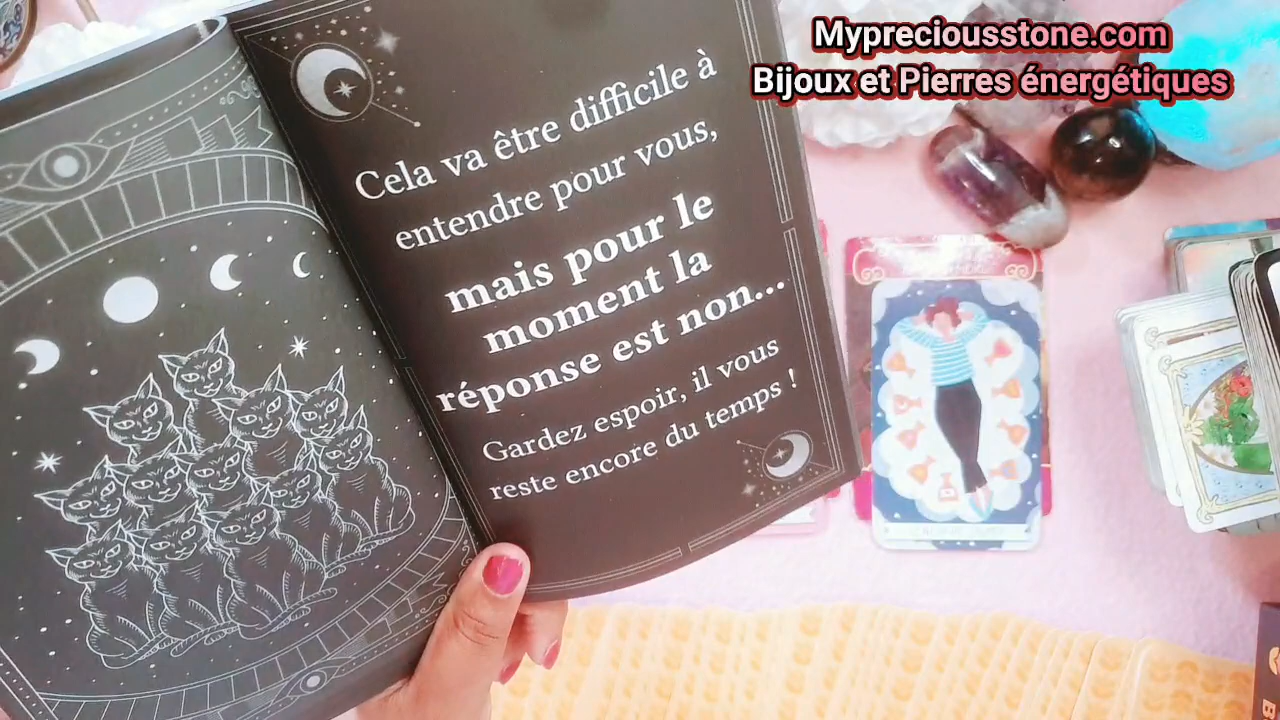 Mypreciousstone.com
Bijoux et Pierres énergétiques
Cela va être difficile à
entendre pour vous,
mais pour le
moment la
réponse est non...
Gardez espoir, il vous
reste encore du temps !